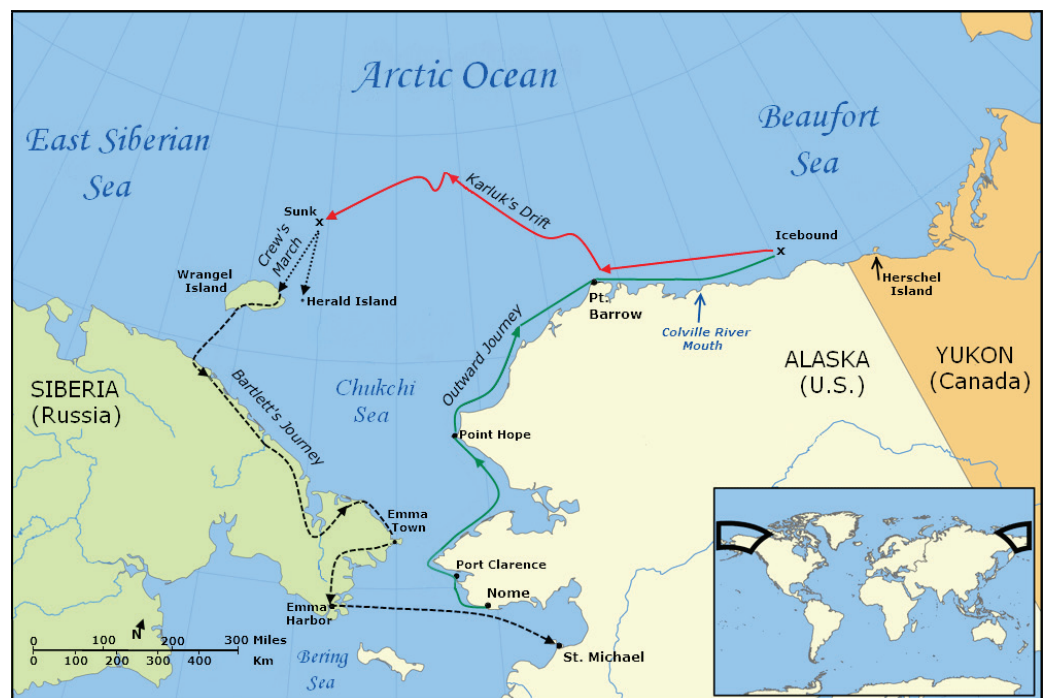 Arctic Ocean
Beaufort
Sea
East Siberian
Sea
Karluk's Drift
Sunk
x
Crew's
March
Icebound
x
Wrangel
Island
Herald Island
Herschel
Island
Pt.
Barrow
Colville River
Mouth
Outward Journey
ALASKA
(U.S.)
YUKON
(Canada)
SIBERIA
(Russia)
Chukchi
Sea
Bartlett's Journey
Point Hope
Emma
Town
Port Clarence
Nome
Emma
Harbor
St. Michael
Bering
Sea
N
0 100 200 300 Miles
0 100 200 300 400 Km